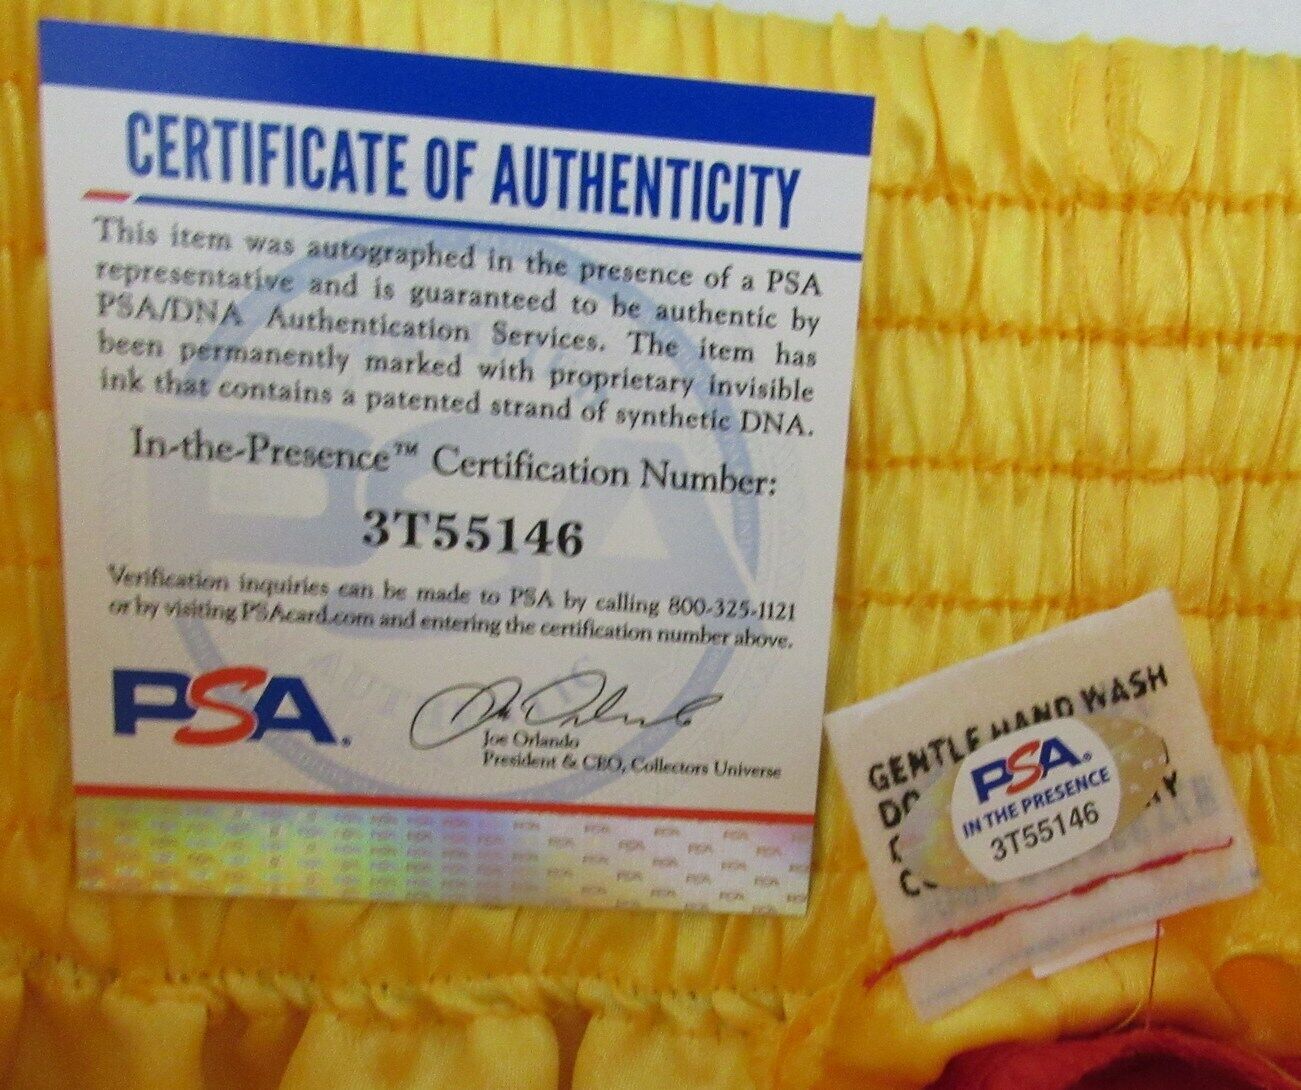 CERTIFICATE OF AUTHENTICITY
This item was autographed in the presence of a PSA
representative and is guaranteed to be authentic by
PSA/DNA Authentication Services. The item has
been permanently marked with proprietary invisible
ink that contains a patented strand of synthetic DNA.
In-the-Presence™ Certification Number:
3T55146
Verification inquiries can be made to PSA by calling 800-325-1121
or by visiting PSAcard.com and entering the certification number above.
PSA.
Joe Orlando
President & CEO, Collectors Universe
GENTLE HAND WASH
PSA.
IN THE PRESENCE
3T55146